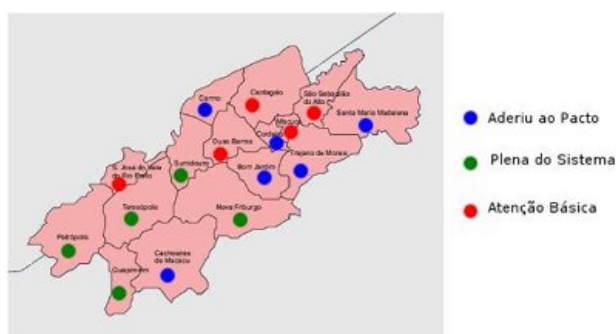 Cantagalo
São Sebastião
do Alto
Carmo
Santa Maria Madalena
Macuco
Cordeiro
Duas Barras
Trajano de Morais
Sumidouro
Bom Jardim
S. José do Vale
do Rio Preto
Teresópolis
Nova Friburgo
Petrópolis
Cachoeiras
de Macacu
Guapimirim
Aderiu ao Pacto
Plena do Sistema
Atenção Básica